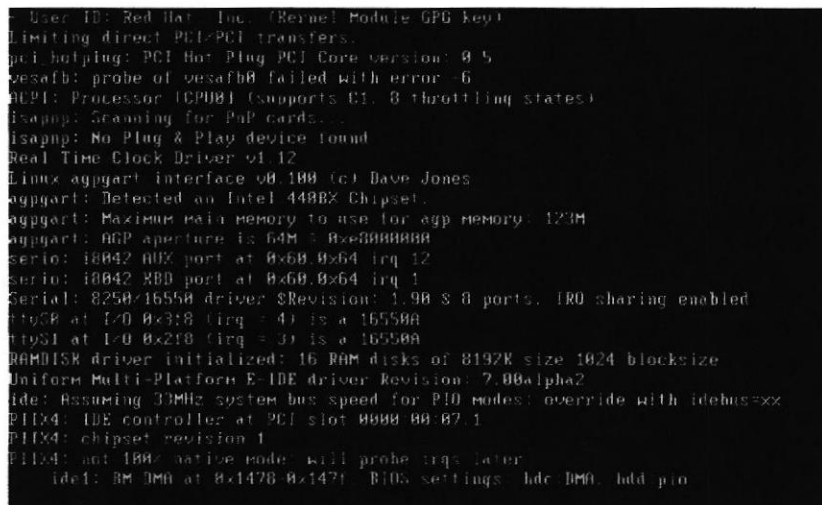 - User ID: Red Hat, Inc. (Kernel Module GPG key)
Limiting direct PCI/PCI transfers.
pci_hotplug: PCI Hot Plug PCI Core version: 0.5
vesafb: probe of vesafb0 failed with error -6
ACPI: Processor [CPU0] (supports C1, 8 throttling states)
isapnp: Scanning for PnP cards...
isapnp: No Plug & Play device found
Real Time Clock Driver v1.12
Linux agpgart interface v0.100 (c) Dave Jones
agpgart: Detected an Intel 440BX Chipset.
agpgart: Maximum main memory to use for agp memory: 123M
agpgart: AGP aperture is 64M @ 0xe8000000
serio: i8042 AUX port at 0x60,0x64 irq 12
serio: i8042 KBD port at 0x60,0x64 irq 1
Serial: 8250/16550 driver $Revision: 1.90 $ 8 ports, IRQ sharing enabled
ttyS0 at I/O 0x3f8 (irq = 4) is a 16550A
ttyS1 at I/O 0x2f8 (irq = 3) is a 16550A
RAMDISK driver initialized: 16 RAM disks of 8192K size 1024 blocksize
Uniform Multi-Platform E-IDE driver Revision: 7.00alpha2
ide: Assuming 33MHz system bus speed for PIO modes; override with idebus=xx
PIIX4: IDE controller at PCI slot 0000:00:07.1
PIIX4: chipset revision 1
PIIX4: not 100% native mode: will probe irqs later
ide1: BM-DMA at 0x1478-0x147f, BIOS settings: hdc:DMA, hdd:pio